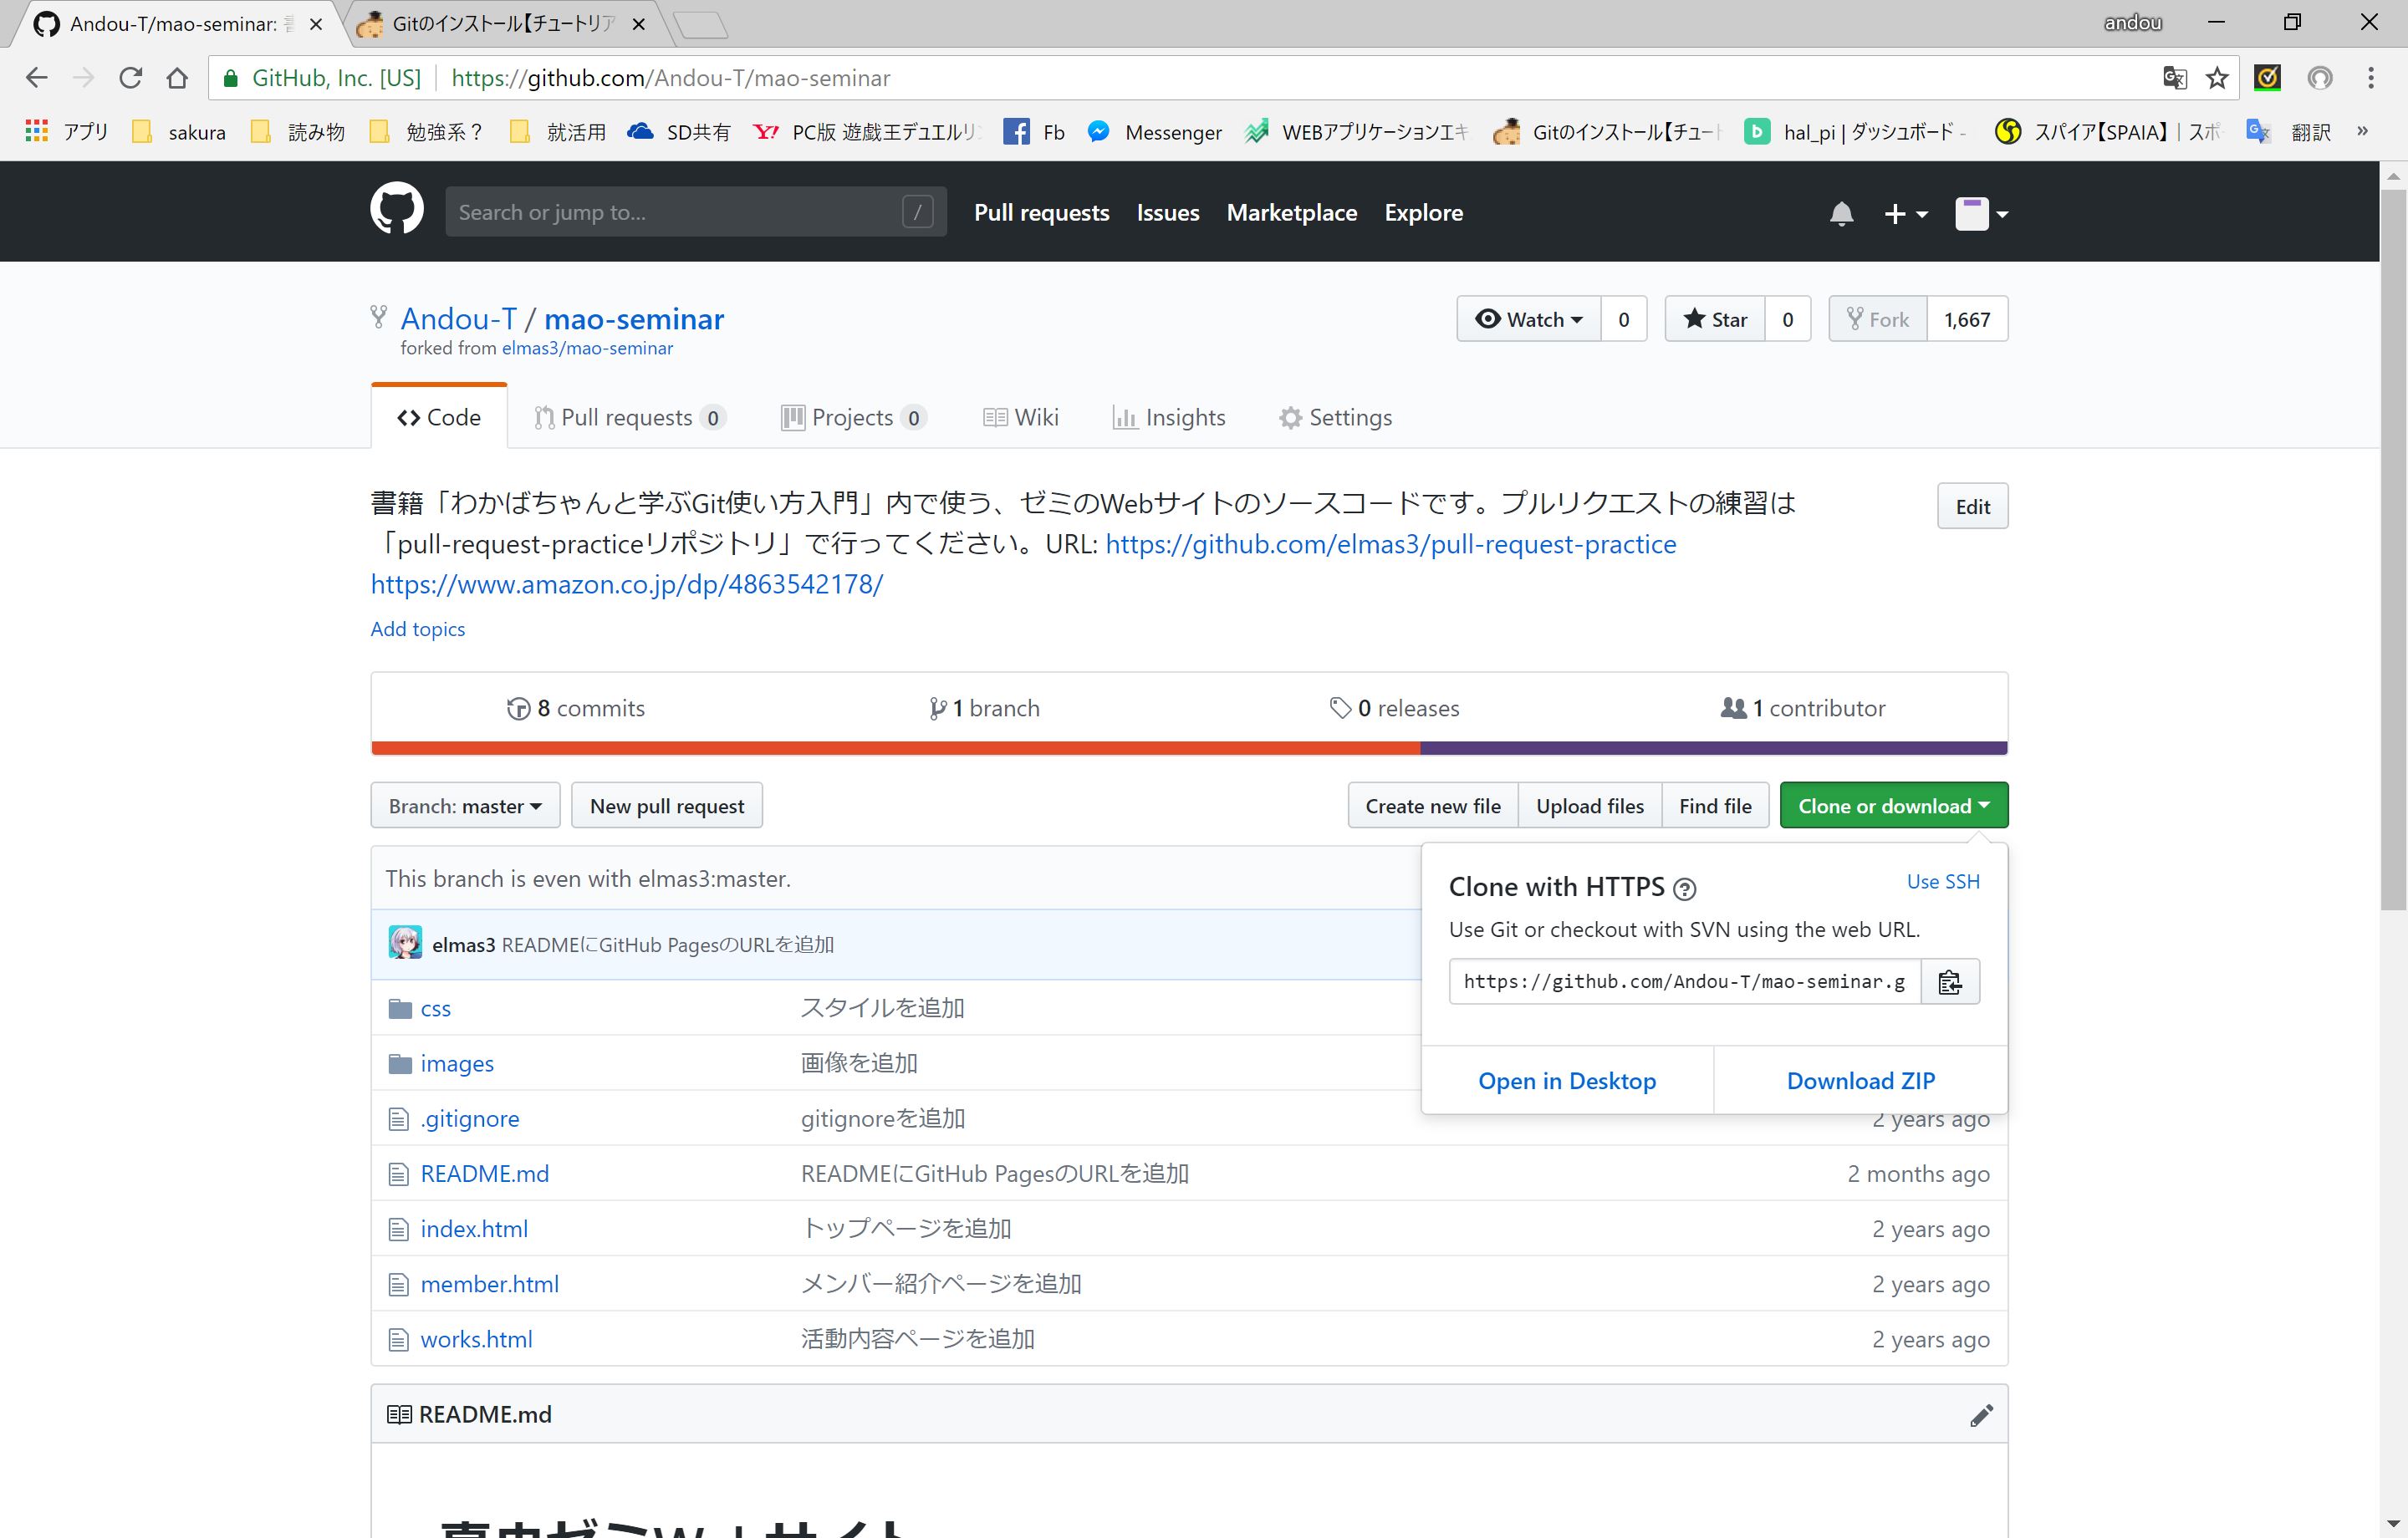 Andou-T/mao-seminar: 書
Gitのインストール【チュートリア
andou
GitHub, Inc. [US]
https://github.com/Andou-T/mao-seminar
アプリ
sakura
読み物
勉強系？
就活用
SD共有
PC版 遊戯王デュエルリン
Fb
Messenger
WEBアプリケーションエキ
Gitのインストール【チュート
hal_pi | ダッシュボード -
スパイア【SPAIA】 | スポ
翻訳
»
Search or jump to...
/
Pull requests
Issues
Marketplace
Explore
Andou-T / mao-seminar
forked from elmas3/mao-seminar
Watch 0
Star 0
Fork 1,667
Code
Pull requests 0
Projects 0
Wiki
Insights
Settings
書籍「わかばちゃんと学ぶGit使い方入門」内で使う、ゼミのWebサイトのソースコードです。プルリクエストの練習は
「pull-request-practiceリポジトリ」で行ってください。URL: https://github.com/elmas3/pull-request-practice
https://www.amazon.co.jp/dp/4863542178/
Edit
Add topics
8 commits
1 branch
0 releases
1 contributor
Branch: master
New pull request
Create new file
Upload files
Find file
Clone or download
This branch is even with elmas3:master.
Clone with HTTPS
Use SSH
Use Git or checkout with SVN using the web URL.
https://github.com/Andou-T/mao-seminar.g
Open in Desktop
Download ZIP
elmas3 READMEにGitHub PagesのURLを追加
css スタイルを追加
images 画像を追加
.gitignore gitignoreを追加 2 years ago
README.md READMEにGitHub PagesのURLを追加 2 months ago
index.html トップページを追加 2 years ago
member.html メンバー紹介ページを追加 2 years ago
works.html 活動内容ページを追加 2 years ago
README.md